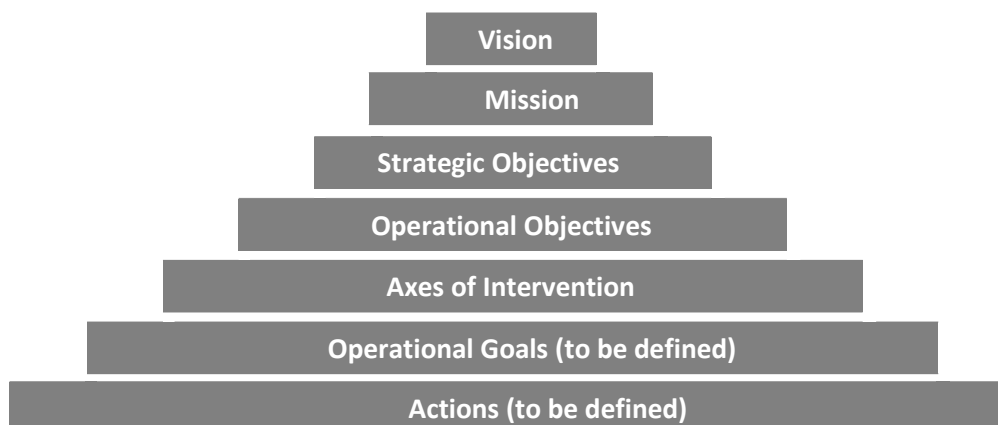 Vision
Mission
Strategic Objectives
Operational Objectives
Axes of Intervention
Operational Goals (to be defined)
Actions (to be defined)